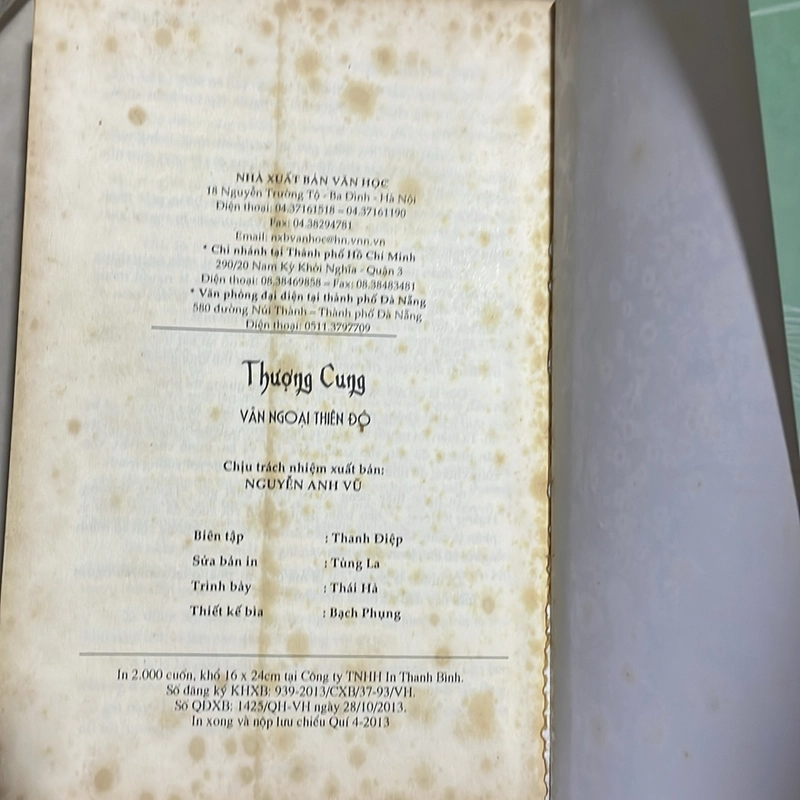 NHÀ XUẤT BẢN VĂN HỌC
18 Nguyễn Trường Tộ - Ba Đình - Hà Nội
Điện thoại: 04.37161518 – 04.37161190
Fax: 04.38294781
Email: nxbvanhoc@hn.vnn.vn
* Chi nhánh tại Thành phố Hồ Chí Minh
290/20 Nam Kỳ Khởi Nghĩa - Quận 3
Điện thoại: 08.38469858 – Fax: 08.38483481
* Văn phòng đại diện tại thành phố Đà Nẵng
580 đường Núi Thành – Thành phố Đà Nẵng
Điện thoại: 0511.3797709
Thượng Cung
VÂN NGOẠI THIÊN ĐÔ
Chịu trách nhiệm xuất bản:
NGUYỄN ANH VŨ
Biên tập : Thanh Điệp
Sửa bản in : Tùng La
Trình bày : Thái Hà
Thiết kế bìa : Bạch Phụng
In 2.000 cuốn, khổ 16 x 24cm tại Công ty TNHH In Thanh Bình.
Số đăng ký KHXB: 939-2013/CXB/37-93/VH.
Số QĐXB: 1425/QH-VH ngày 28/10/2013.
In xong và nộp lưu chiểu Quí 4-2013